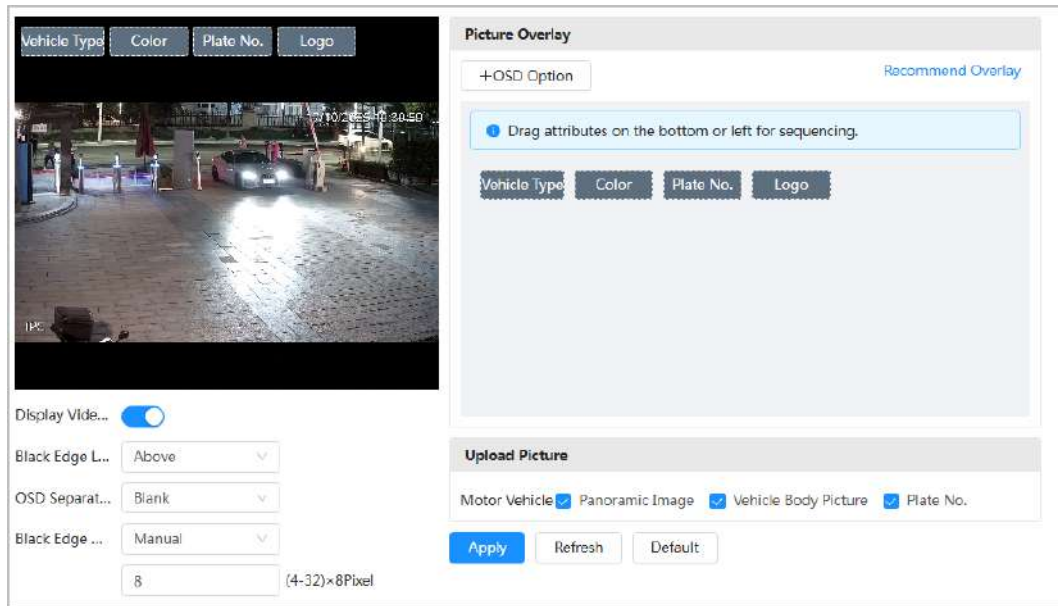 Vehicle Type Color Plate No. Logo
10:30:50
IPC
Display Vide...
Black Edge L... Above
OSD Separat... Blank
Black Edge ... Manual
8 (4-32)×8Pixel
Picture Overlay
+OSD Option Recommend Overlay
Drag attributes on the bottom or left for sequencing.
Vehicle Type Color Plate No. Logo
Upload Picture
Motor Vehicle Panoramic Image Vehicle Body Picture Plate No.
Apply Refresh Default